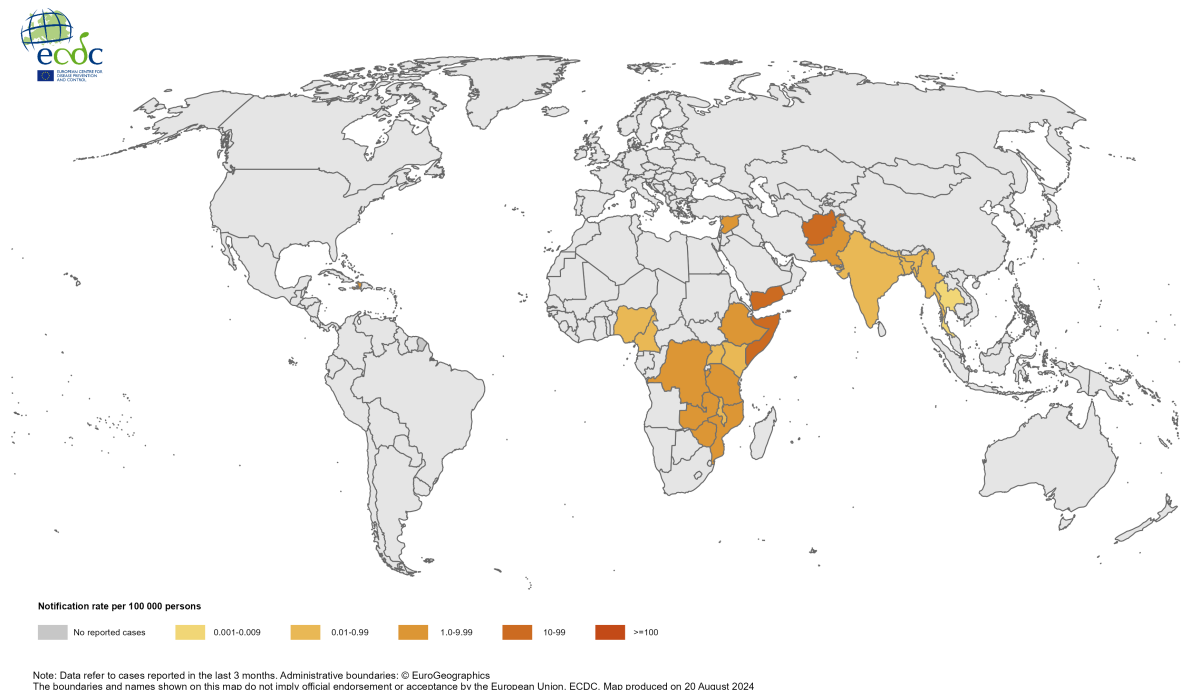 ecdc
EUROPEAN CENTRE FOR
DISEASE PREVENTION
AND CONTROL
Notification rate per 100 000 persons
No reported cases
0.001-0.009
0.01-0.99
1.0-9.99
10-99
>=100
Note: Data refer to cases reported in the last 3 months. Administrative boundaries: © EuroGeographics
The boundaries and names shown on this map do not imply official endorsement or acceptance by the European Union. ECDC. Map produced on 20 August 2024